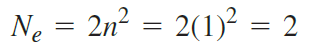 Nₑ = 2n² = 2(1)² = 2